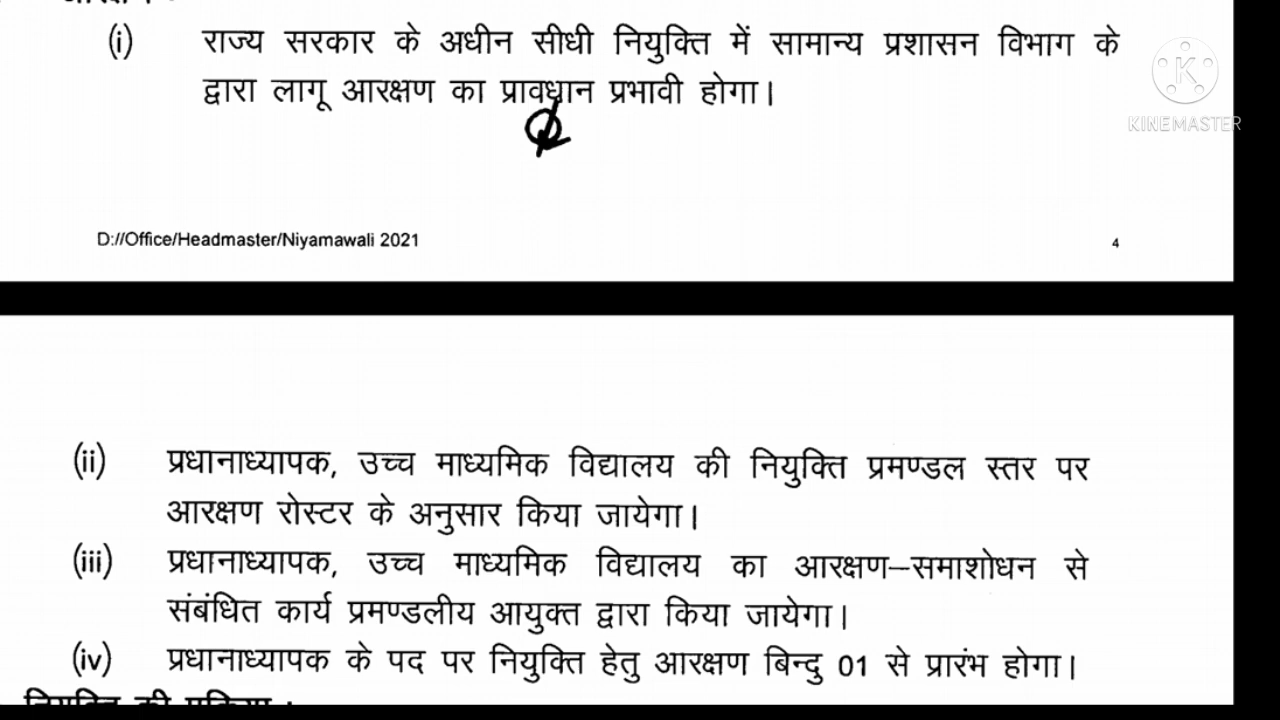 (i) राज्य सरकार के अधीन सीधी नियुक्ति में सामान्य प्रशासन विभाग के
द्वारा लागू आरक्षण का प्रावधान प्रभावी होगा।
KINEMASTER
D://Office/Headmaster/Niyamawali 2021 4
(ii) प्रधानाध्यापक, उच्च माध्यमिक विद्यालय की नियुक्ति प्रमण्डल स्तर पर
आरक्षण रोस्टर के अनुसार किया जायेगा।
(iii) प्रधानाध्यापक, उच्च माध्यमिक विद्यालय का आरक्षण–समाशोधन से
संबंधित कार्य प्रमण्डलीय आयुक्त द्वारा किया जायेगा।
(iv) प्रधानाध्यापक के पद पर नियुक्ति हेतु आरक्षण बिन्दु 01 से प्रारंभ होगा।